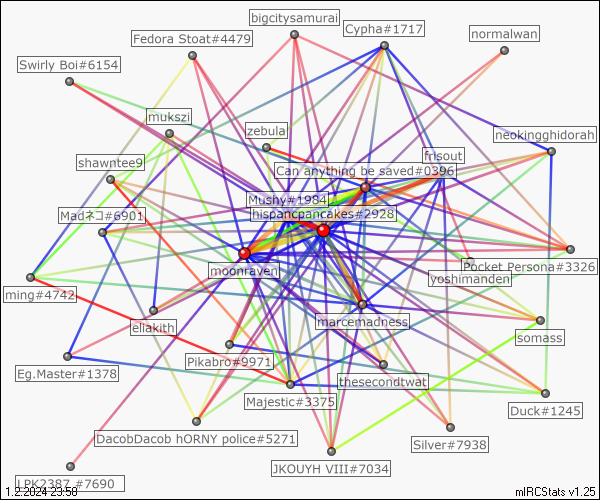 bigcitysamurai
Cypha#1717
normalwan
Fedora Stoat#4479
Swirly Boi#6154
mukszi
zebula
neokingghidorah
frisout
shawntee9
Can anything be saved#0396
Mushy#1984
Madネコ#6901
hispancpancakes#2928
moonraven
Pocket Persona#3326
yoshimanden
ming#4742
ellakith
marcemadness
somass
Pikabro#9971
Eg.Master#1378
thesecondtwat
Majestic#3375
Duck#1245
DacobDacob hORNY police#5271
Silver#7938
JKOUYH VIII#7034
LPK2387 #7690
1.2.2024 23:58
mIRCStats v1.25